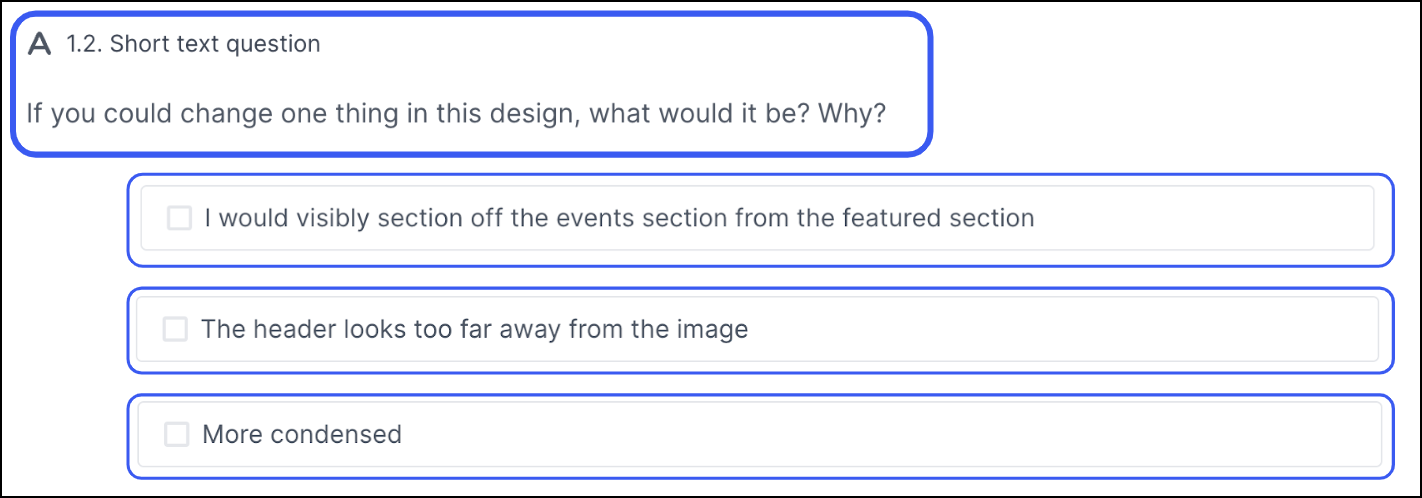 A 1.2. Short text question
If you could change one thing in this design, what would it be? Why?
I would visibly section off the events section from the featured section
The header looks too far away from the image
More condensed